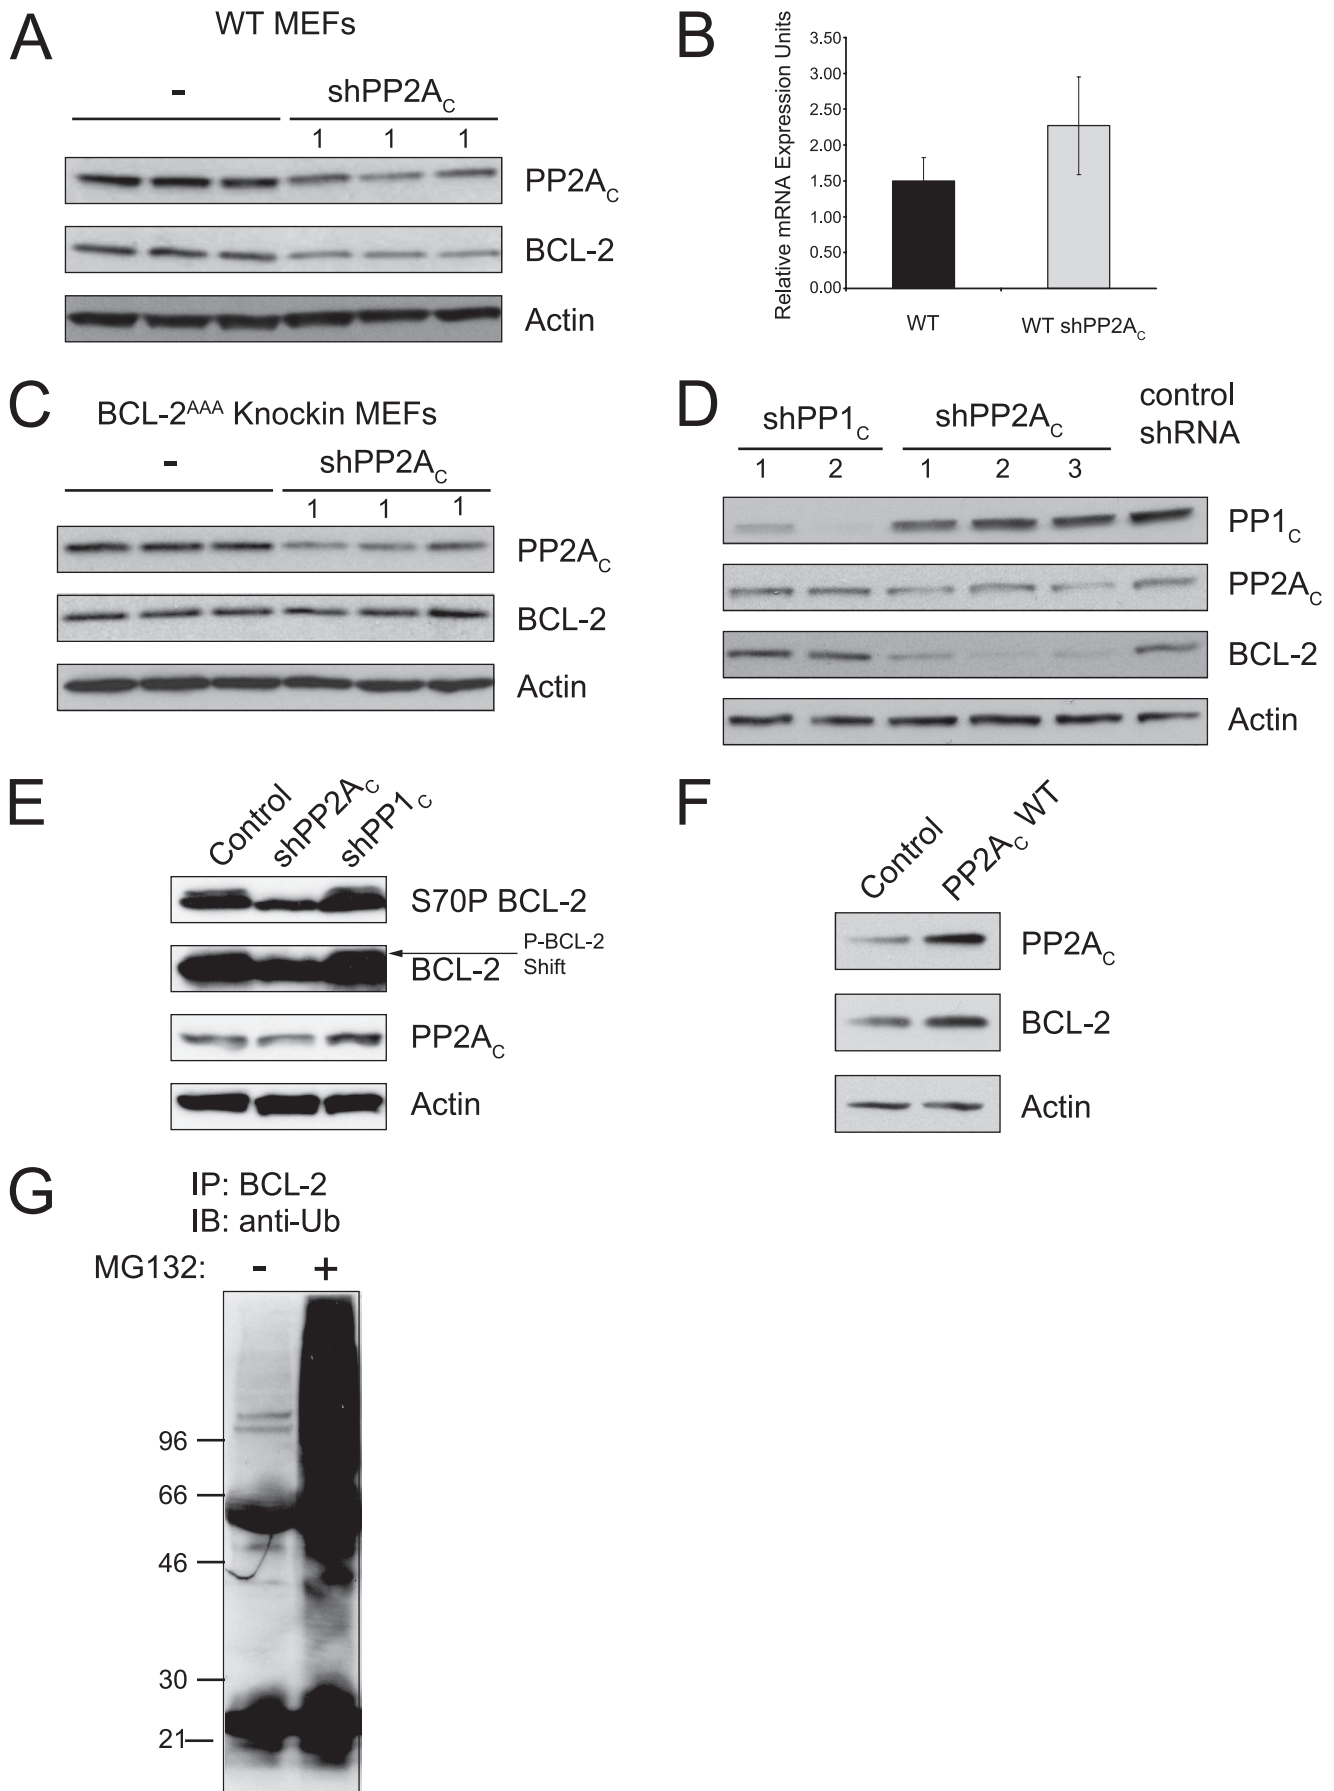 A
WT MEFs
-
shPP2AC
1 1 1
PP2AC
BCL-2
Actin
B
Relative mRNA Expression Units
3.50
3.00
2.50
2.00
1.50
1.00
0.50
0.00
WT
WT shPP2AC
C
BCL-2AAA Knockin MEFs
-
shPP2AC
1 1 1
PP2AC
BCL-2
Actin
D
shPP1C
shPP2AC
control
shRNA
1 2 1 2 3
PP1C
PP2AC
BCL-2
Actin
E
Control
shPP2AC
shPP1C
S70P BCL-2
P-BCL-2
Shift
BCL-2
PP2AC
Actin
F
Control
PP2AC WT
PP2AC
BCL-2
Actin
G
IP: BCL-2
IB: anti-Ub
MG132: - +
96
66
46
30
21